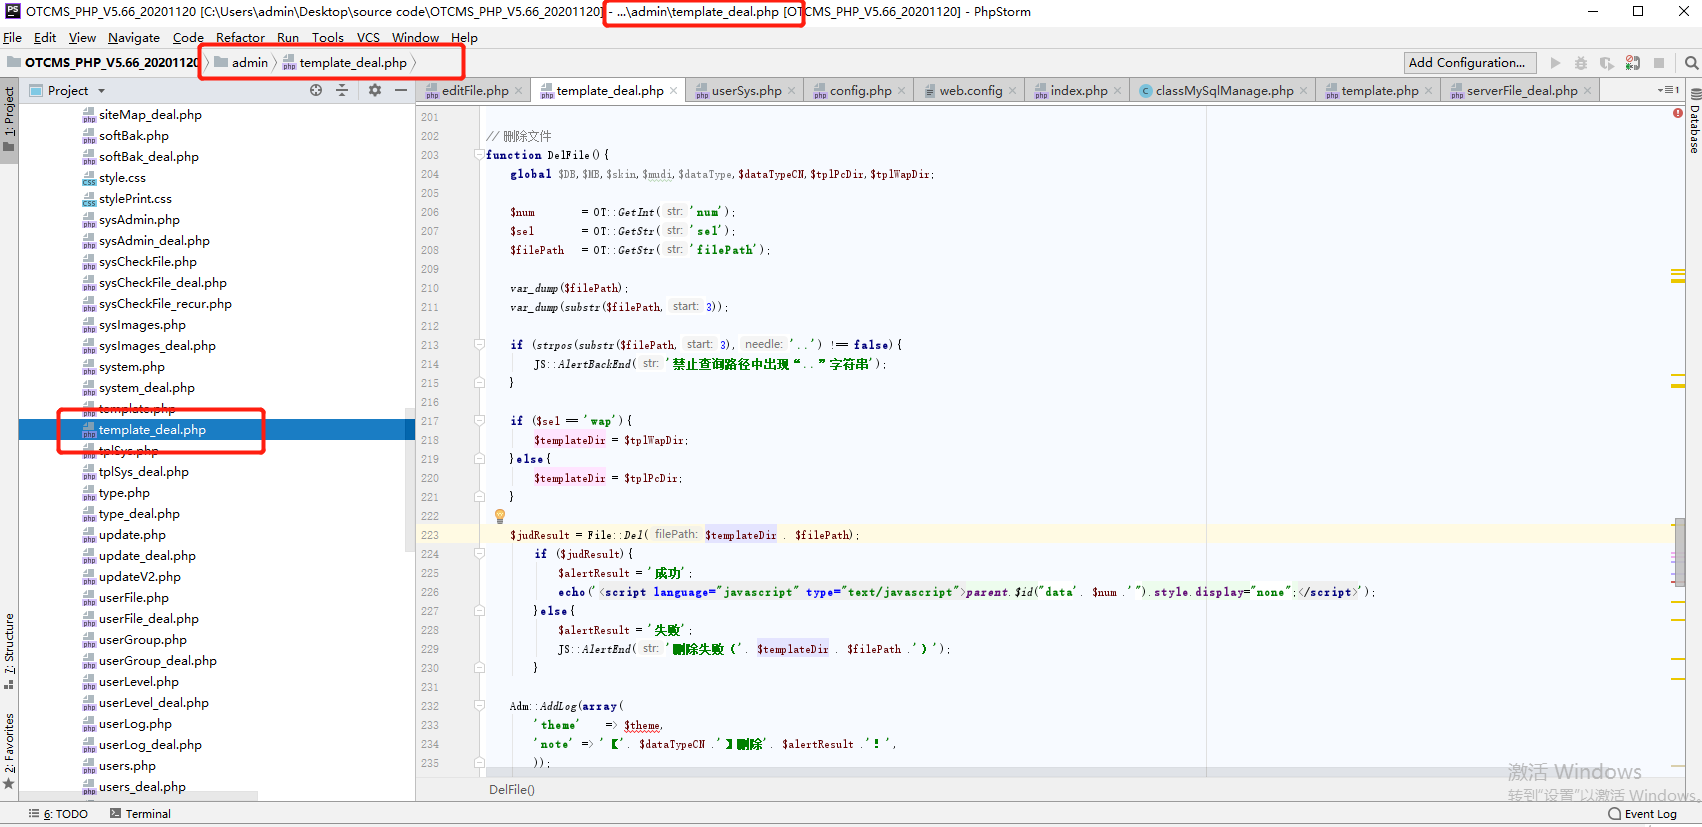 OTCMS_PHP_V5.66_20201120 [C:\Users\admin\Desktop\source code\OTCMS_PHP_V5.66_20201120] - ...\admin\template_deal.php [OTCMS_PHP_V5.66_20201120] - PhpStorm
File Edit View Navigate Code Refactor Run Tools VCS Window Help
OTCMS_PHP_V5.66_20201120 admin template_deal.php Add Configuration...
1: Project
Project
editFile.php template_deal.php userSys.php config.php web.config index.php classMySqlManage.php template.php serverFile_deal.php
Database
siteMap_deal.php
softBak.php
softBak_deal.php
style.css
stylePrint.css
sysAdmin.php
sysAdmin_deal.php
sysCheckFile.php
sysCheckFile_deal.php
sysCheckFile_recur.php
sysImages.php
sysImages_deal.php
system.php
system_deal.php
template.php
template_deal.php
tplSys.php
tplSys_deal.php
type.php
type_deal.php
update.php
update_deal.php
updateV2.php
userFile.php
userFile_deal.php
userGroup.php
userGroup_deal.php
userLevel.php
userLevel_deal.php
userLog.php
userLog_deal.php
users.php
users_deal.php
7: Structure
2: Favorites
201
202 // 删除文件
203 function DelFile(){
204 global $DB,$MB,$skin,$mudi,$dataType,$dataTypeCN,$tplPcDir,$tplWapDir;
205
206 $num = OT::GetInt( str: 'num');
207 $sel = OT::GetStr( str: 'sel');
208 $filePath = OT::GetStr( str: 'filePath');
209
210 var_dump($filePath);
211 var_dump(substr($filePath, start: 3));
212
213 if (strpos(substr($filePath, start: 3), needle: '..') !== false){
214 JS::AlertBackEnd( str: '禁止查询路径中出现“..”字符串');
215 }
216
217 if ($sel == 'wap'){
218 $templateDir = $tplWapDir;
219 }else{
220 $templateDir = $tplPcDir;
221 }
222
223 $judResult = File::Del( filePath: $templateDir . $filePath);
224 if ($judResult){
225 $alertResult = '成功';
226 echo('<script language="javascript" type="text/javascript">parent.$id("data'. $num .'").style.display="none";</script>');
227 }else{
228 $alertResult = '失败';
229 JS::AlertEnd( str: '删除失败（'. $templateDir . $filePath .'）');
230 }
231
232 Adm::AddLog(array(
233 'theme' => $theme,
234 'note' => '【'. $dataTypeCN .'】删除'. $alertResult .'！',
235 ));
DelFile()
激活 Windows
转到“设置”以激活 Windows。
6: TODO Terminal Event Log